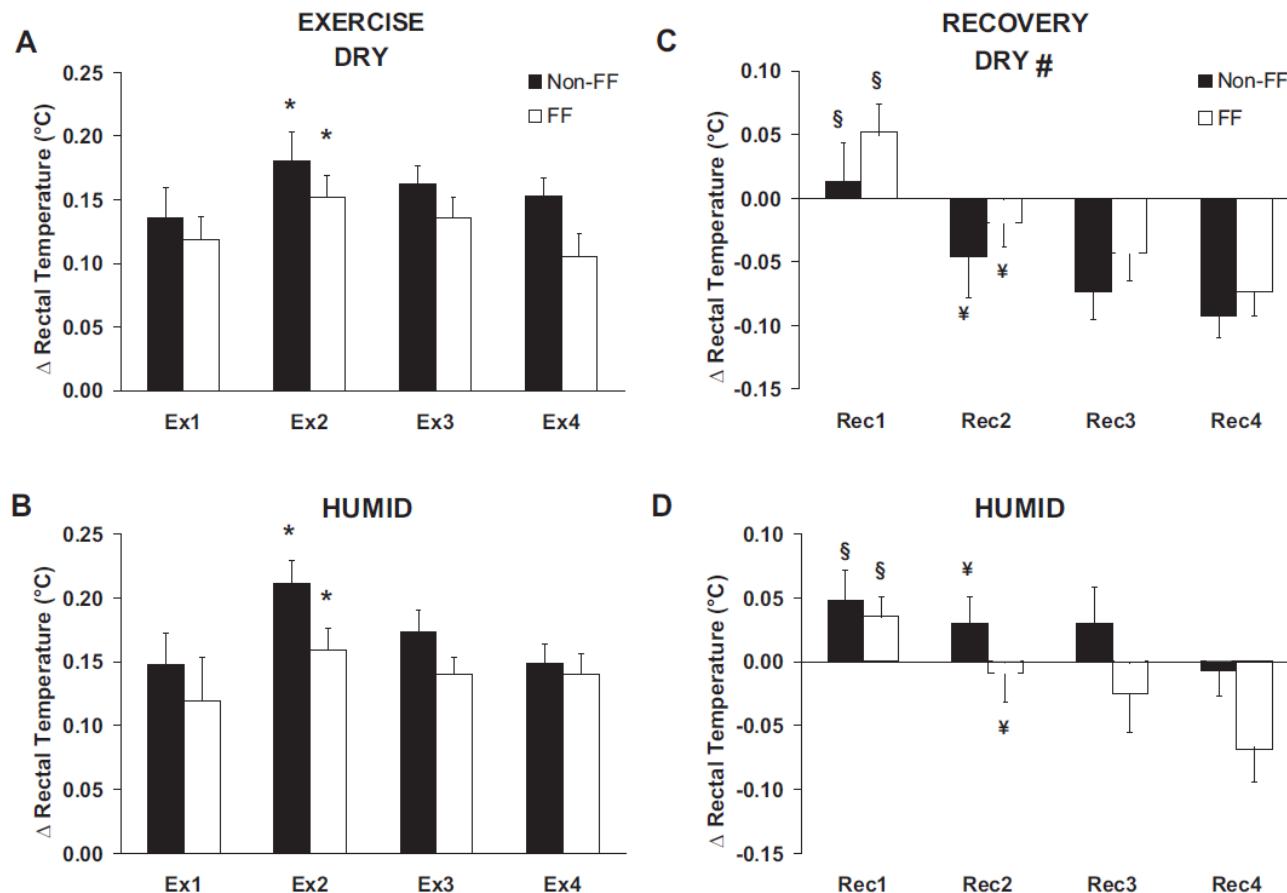 A
EXERCISE
DRY
Δ Rectal Temperature (°C)
0.25
0.20
0.15
0.10
0.05
0.00
Non-FF
FF
* *
Ex1 Ex2 Ex3 Ex4
C
RECOVERY
DRY #
Δ Rectal Temperature (°C)
0.10
0.05
0.00
-0.05
-0.10
-0.15
Non-FF
FF
§ §
¥ ¥
Rec1 Rec2 Rec3 Rec4
B
HUMID
Δ Rectal Temperature (°C)
0.25
0.20
0.15
0.10
0.05
0.00
* *
Ex1 Ex2 Ex3 Ex4
D
HUMID
Δ Rectal Temperature (°C)
0.10
0.05
0.00
-0.05
-0.10
-0.15
§ § ¥
¥
Rec1 Rec2 Rec3 Rec4